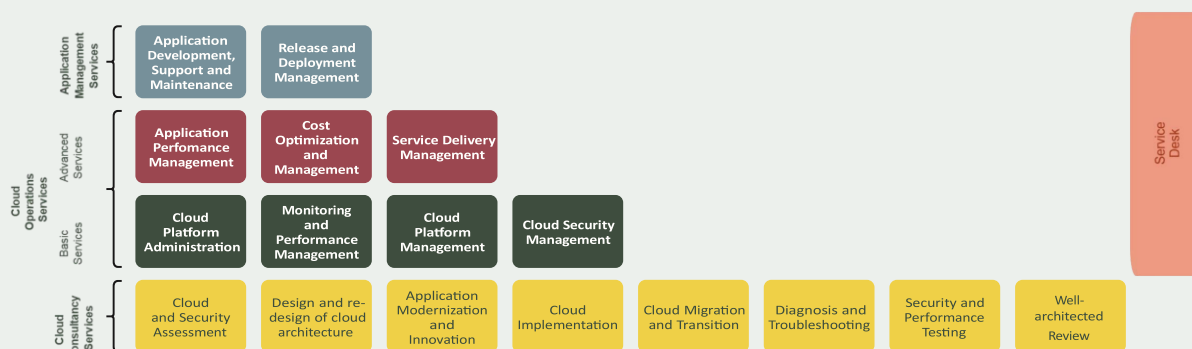 Application
Management
Services
Application
Development,
Support and
Maintenance
Release and
Deployment
Management
Cloud
Operations
Services
Advanced
Services
Application
Perfomance
Management
Cost
Optimization
and
Management
Service Delivery
Management
Basic
Services
Cloud
Platform
Administration
Monitoring
and
Performance
Management
Cloud
Platform
Management
Cloud Security
Management
Cloud
onsultancy
Services
Cloud
and Security
Assessment
Design and re-
design of cloud
architecture
Application
Modernization
and
Innovation
Cloud
Implementation
Cloud Migration
and Transition
Diagnosis and
Troubleshooting
Security and
Performance
Testing
Well-
architected
Review
Service
Desk